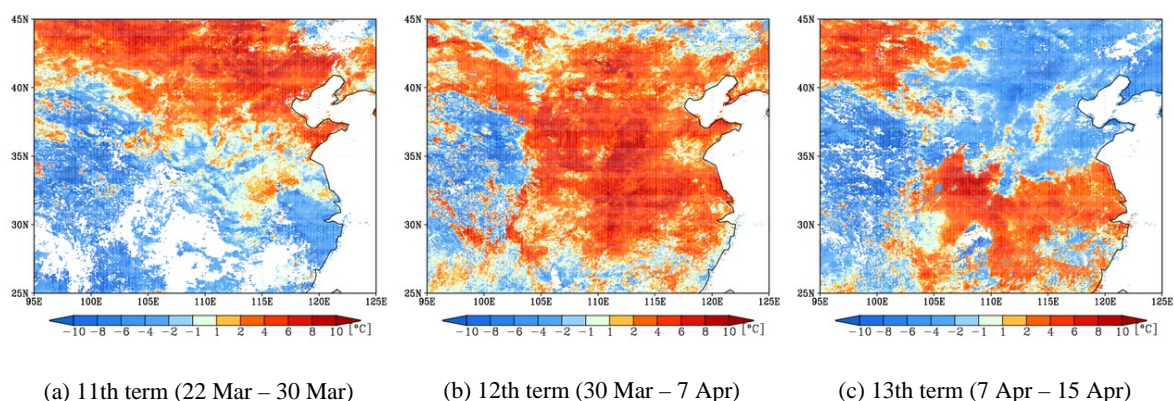 45N
40N
35N
30N
25N
95E 100E 105E 110E 115E 120E 125E
-10 -8 -6 -4 -2 -1 1 2 4 6 8 10 [°C]
(a) 11th term (22 Mar – 30 Mar)
45N
40N
35N
30N
25N
95E 100E 105E 110E 115E 120E 125E
-10 -8 -6 -4 -2 -1 1 2 4 6 8 10 [°C]
(b) 12th term (30 Mar – 7 Apr)
45N
40N
35N
30N
25N
95E 100E 105E 110E 115E 120E 125E
-10 -8 -6 -4 -2 -1 1 2 4 6 8 10 [°C]
(c) 13th term (7 Apr – 15 Apr)